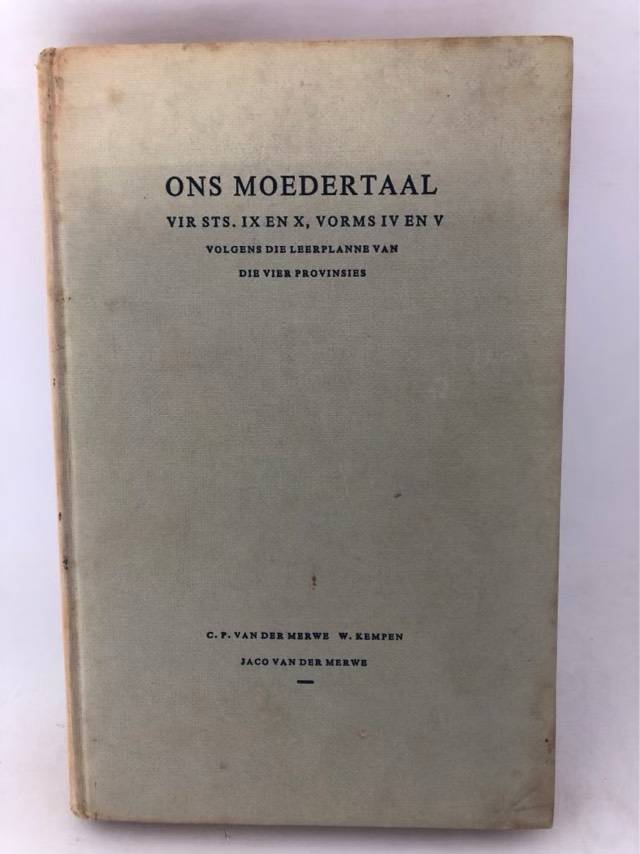 ONS MOEDERTAAL
VIR STS. IX EN X, VORMS IV EN V
VOLGENS DIE LEERPLANNE VAN
DIE VIER PROVINSIES
C. P. VAN DER MERWE W. KEMPEN
JACO VAN DER MERWE